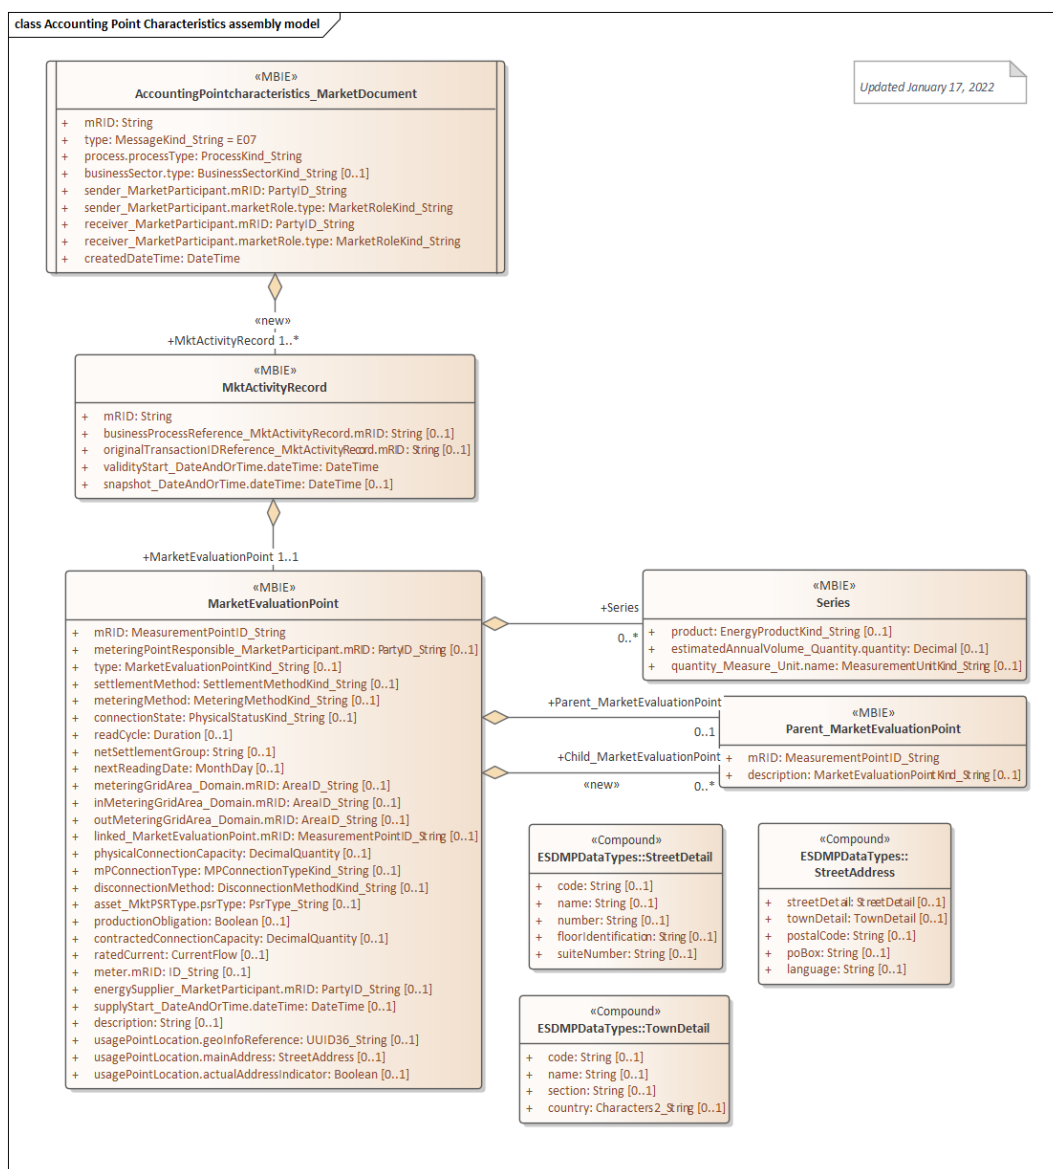 class Accounting Point Characteristics assembly model
Updated January 17, 2022
«MBIE»
AccountingPointcharacteristics_MarketDocument
+ mRID: String
+ type: MessageKind_String = E07
+ process.processType: ProcessKind_String
+ businessSector.type: BusinessSectorKind_String [0..1]
+ sender_MarketParticipant.mRID: PartyID_String
+ sender_MarketParticipant.marketRole.type: MarketRoleKind_String
+ receiver_MarketParticipant.mRID: PartyID_String
+ receiver_MarketParticipant.marketRole.type: MarketRoleKind_String
+ createdDateTime: DateTime
«new»
+MktActivityRecord 1..*
«MBIE»
MktActivityRecord
+ mRID: String
+ businessProcessReference_MktActivityRecord.mRID: String [0..1]
+ originalTransactionIDReference_MktActivityRecord.mRID: String [0..1]
+ validityStart_DateAndOrTime.dateTime: DateTime
+ snapshot_DateAndOrTime.dateTime: DateTime [0..1]
+MarketEvaluationPoint 1..1
«MBIE»
MarketEvaluationPoint
+ mRID: MeasurementPointID_String
+ meteringPointResponsible_MarketParticipant.mRID: PartyID_String [0..1]
+ type: MarketEvaluationPointKind_String [0..1]
+ settlementMethod: SettlementMethodKind_String [0..1]
+ meteringMethod: MeteringMethodKind_String [0..1]
+ connectionState: PhysicalStatusKind_String [0..1]
+ readCycle: Duration [0..1]
+ netSettlementGroup: String [0..1]
+ nextReadingDate: MonthDay [0..1]
+ meteringGridArea_Domain.mRID: AreaID_String [0..1]
+ inMeteringGridArea_Domain.mRID: AreaID_String [0..1]
+ outMeteringGridArea_Domain.mRID: AreaID_String [0..1]
+ linked_MarketEvaluationPoint.mRID: MeasurementPointID_String [0..1]
+ physicalConnectionCapacity: DecimalQuantity [0..1]
+ mPConnectionType: MPConnectionTypeKind_String [0..1]
+ disconnectionMethod: DisconnectionMethodKind_String [0..1]
+ asset_MktPSRType.psrType: PsrType_String [0..1]
+ productionObligation: Boolean [0..1]
+ contractedConnectionCapacity: DecimalQuantity [0..1]
+ ratedCurrent: CurrentFlow [0..1]
+ meter.mRID: ID_String [0..1]
+ energySupplier_MarketParticipant.mRID: PartyID_String [0..1]
+ supplyStart_DateAndOrTime.dateTime: DateTime [0..1]
+ description: String [0..1]
+ usagePointLocation.geoInfoReference: UUID36_String [0..1]
+ usagePointLocation.mainAddress: StreetAddress [0..1]
+ usagePointLocation.actualAddressIndicator: Boolean [0..1]
+Series
0..*
«MBIE»
Series
+ product: EnergyProductKind_String [0..1]
+ estimatedAnnualVolume_Quantity.quantity: Decimal [0..1]
+ quantity_Measure_Unit.name: MeasurementUnitKind_String [0..1]
+Parent_MarketEvaluationPoint
0..1
+Child_MarketEvaluationPoint
«new»
0..*
«MBIE»
Parent_MarketEvaluationPoint
+ mRID: MeasurementPointID_String
+ description: MarketEvaluationPointKind_String [0..1]
«Compound»
ESDMPDataTypes::StreetDetail
+ code: String [0..1]
+ name: String [0..1]
+ number: String [0..1]
+ floorIdentification: String [0..1]
+ suiteNumber: String [0..1]
«Compound»
ESDMPDataTypes::
StreetAddress
+ streetDetail: StreetDetail [0..1]
+ townDetail: TownDetail [0..1]
+ postalCode: String [0..1]
+ poBox: String [0..1]
+ language: String [0..1]
«Compound»
ESDMPDataTypes::TownDetail
+ code: String [0..1]
+ name: String [0..1]
+ section: String [0..1]
+ country: Characters2_String [0..1]